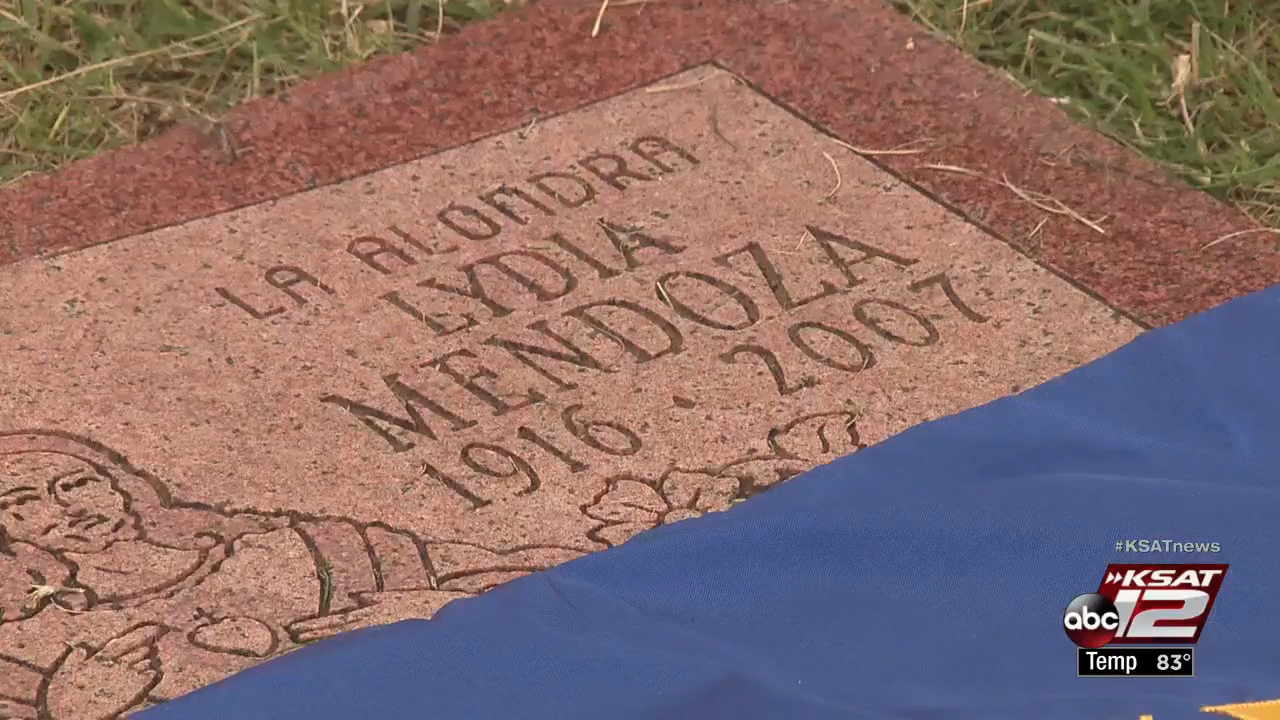 LA ALONDRA
LYDIA
MENDOZA
1916 - 2007
#KSATnews
KSAT
abc 12
Temp 83°